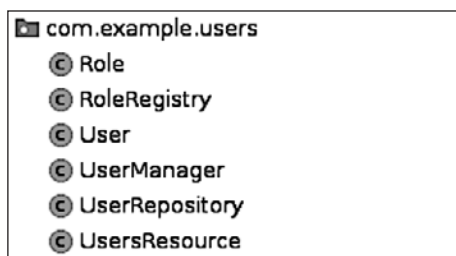 com.example.users
C Role
C RoleRegistry
C User
C UserManager
C UserRepository
C UsersResource